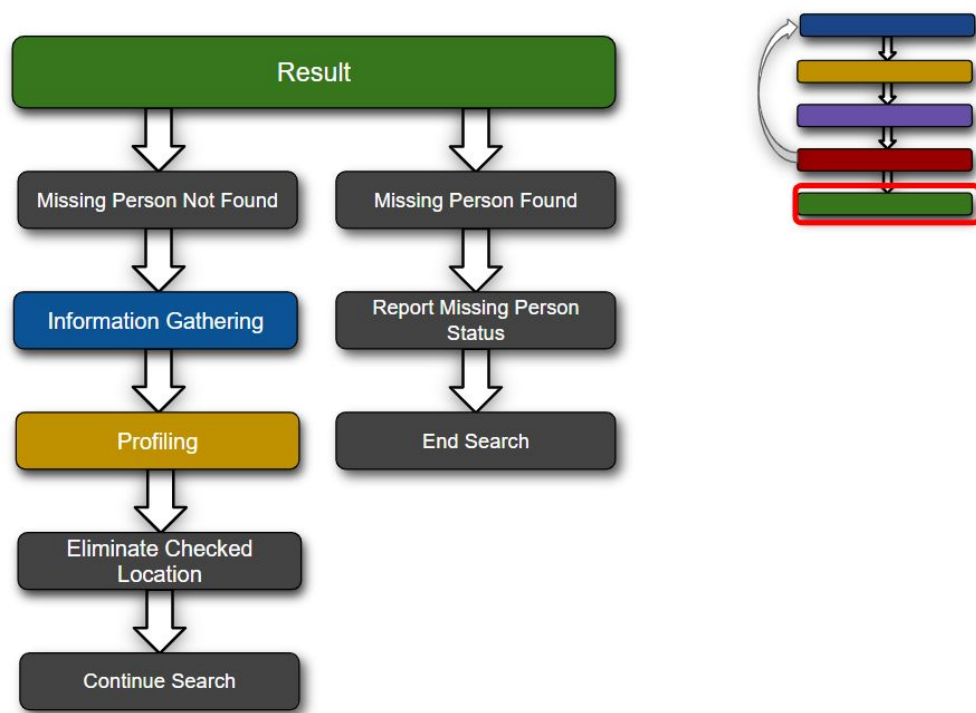 Result
Missing Person Not Found
Missing Person Found
Information Gathering
Report Missing Person
Status
Profiling
End Search
Eliminate Checked
Location
Continue Search